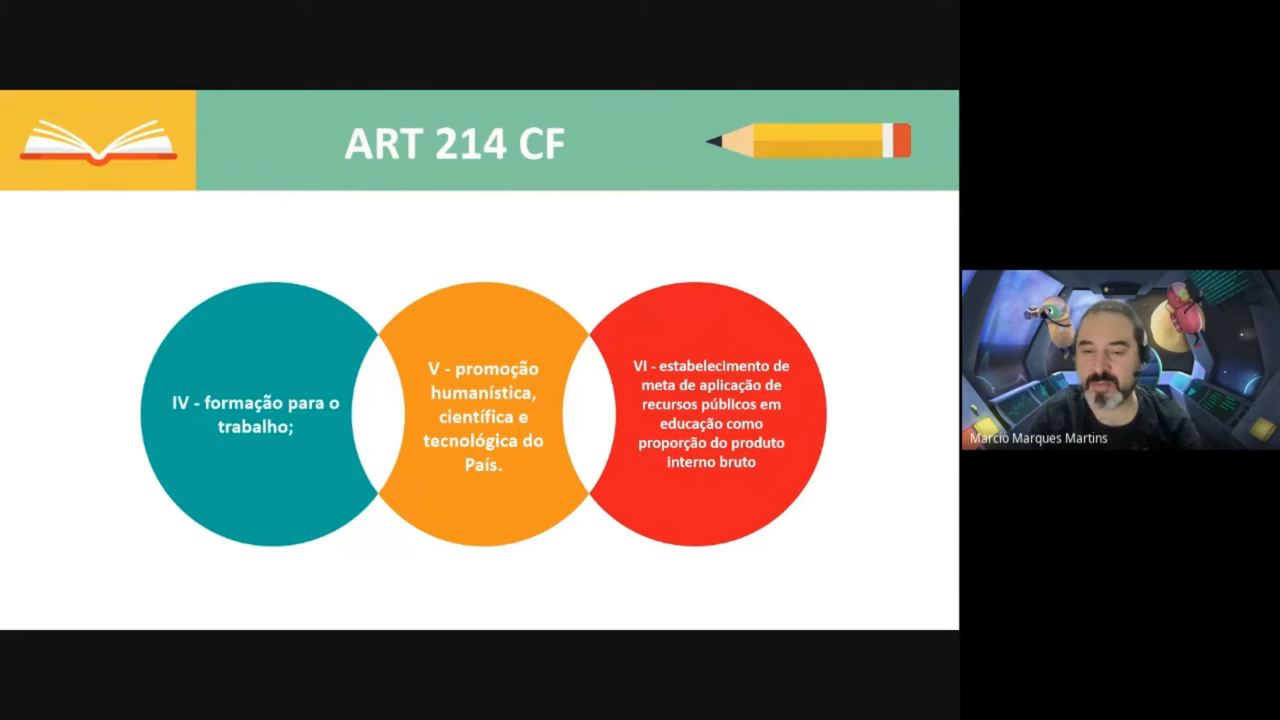 ART 214 CF
IV - formação para o
trabalho;
V - promoção
humanística,
científica e
tecnológica do
País.
VI - estabelecimento de
meta de aplicação de
recursos públicos em
educação como
proporção do produto
interno bruto
Marcio Marques Martins